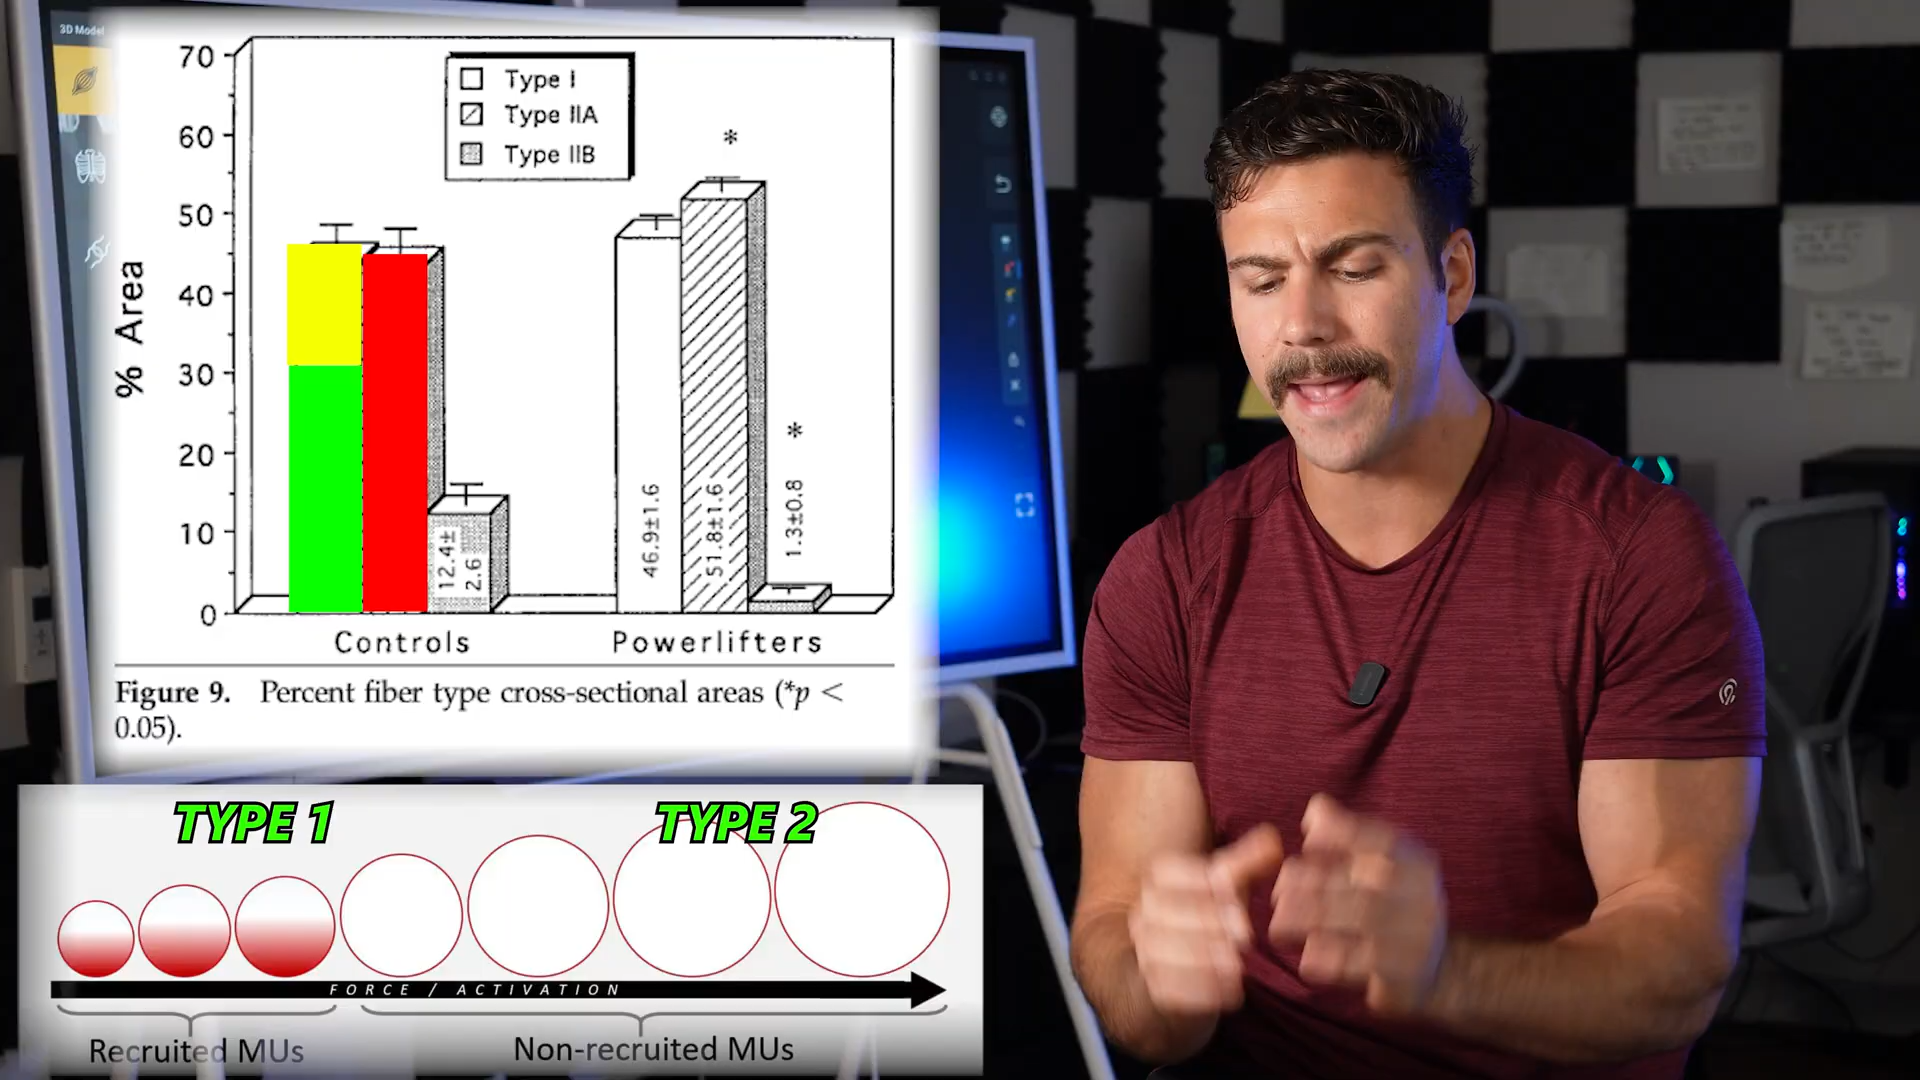 3D Model
70
60
50
40
30
20
10
0
% Area
Type I
Type IIA
Type IIB
*
*
12.4±
2.6
46.9±1.6
51.8±1.6
1.3±0.8
Controls
Powerlifters
Figure 9. Percent fiber type cross-sectional areas (*p <
0.05).
TYPE 1
TYPE 2
FORCE / ACTIVATION
Recruited MUs
Non-recruited MUs